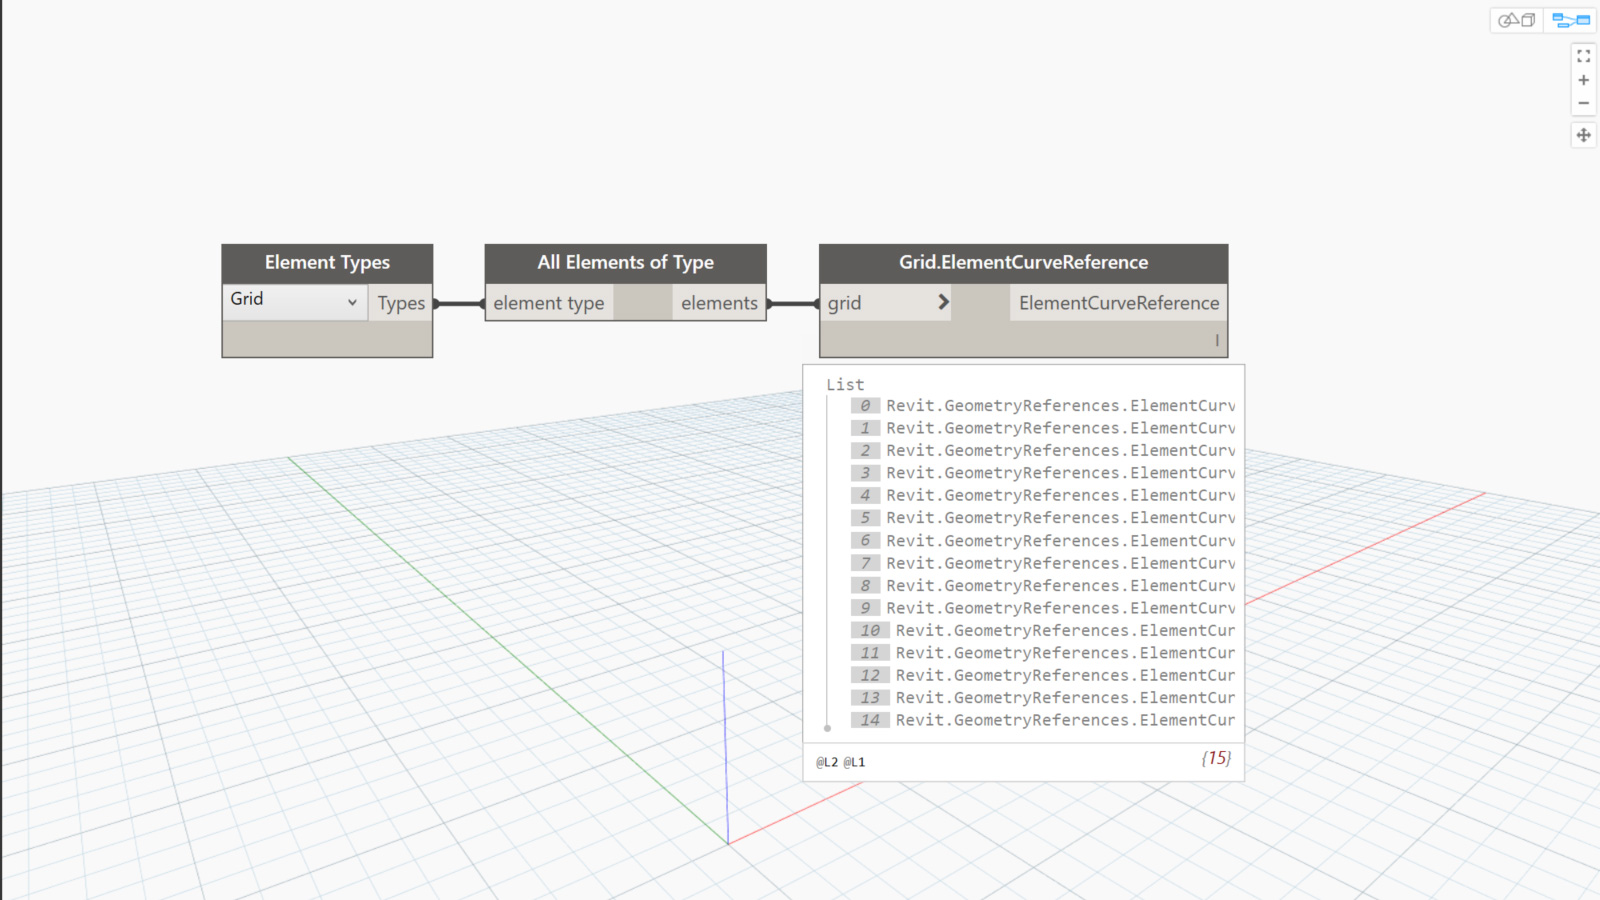 Element Types
Grid
Types
All Elements of Type
element type
elements
Grid.ElementCurveReference
grid
ElementCurveReference
l
List
0 Revit.GeometryReferences.ElementCurv
1 Revit.GeometryReferences.ElementCurv
2 Revit.GeometryReferences.ElementCurv
3 Revit.GeometryReferences.ElementCurv
4 Revit.GeometryReferences.ElementCurv
5 Revit.GeometryReferences.ElementCurv
6 Revit.GeometryReferences.ElementCurv
7 Revit.GeometryReferences.ElementCurv
8 Revit.GeometryReferences.ElementCurv
9 Revit.GeometryReferences.ElementCurv
10 Revit.GeometryReferences.ElementCur
11 Revit.GeometryReferences.ElementCur
12 Revit.GeometryReferences.ElementCur
13 Revit.GeometryReferences.ElementCur
14 Revit.GeometryReferences.ElementCur
@L2 @L1
{15}